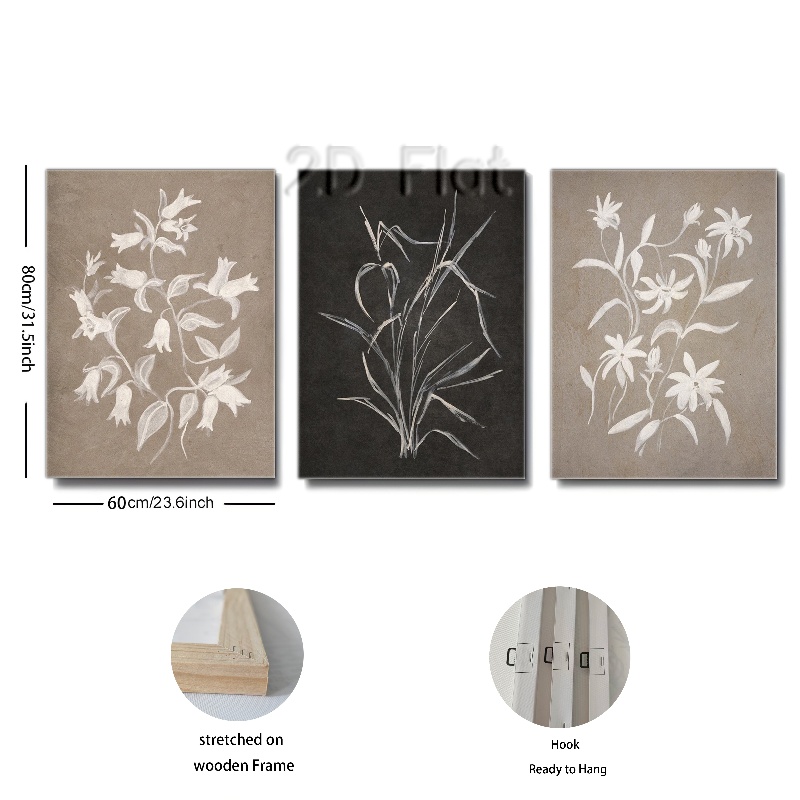 2D Flat
80cm/31.5inch
60cm/23.6inch
stretched on
wooden Frame
Hook
Ready to Hang